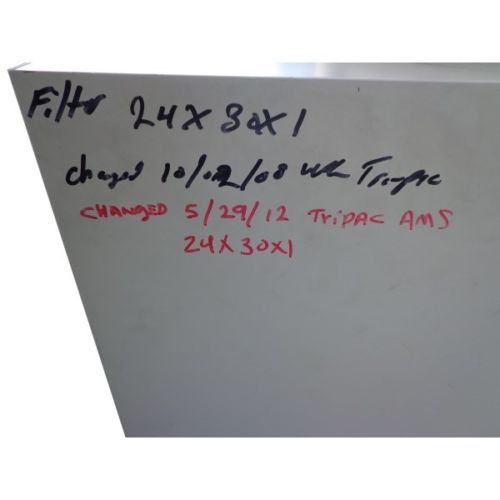 Filter 24X30X1
changed 10/02/08 Tripac
CHANGED 5/29/12 TRIPAC AMS
24X30X1